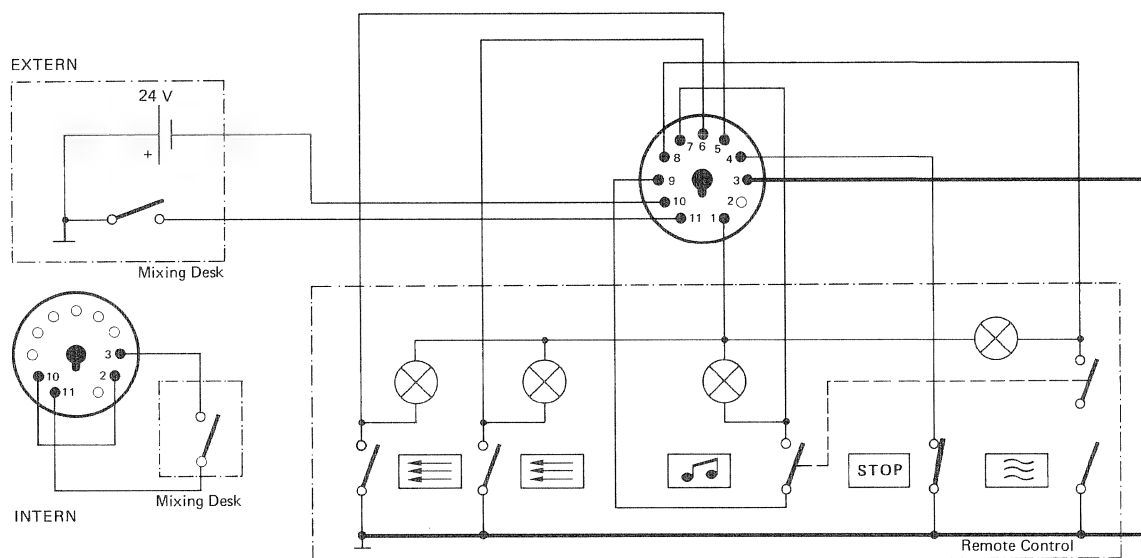 EXTERN
24 V
+
Mixing Desk
7 6 5
8 4
9 3
10 2
11 1
3
10 2
11
Mixing Desk
INTERN
STOP
Remote Control